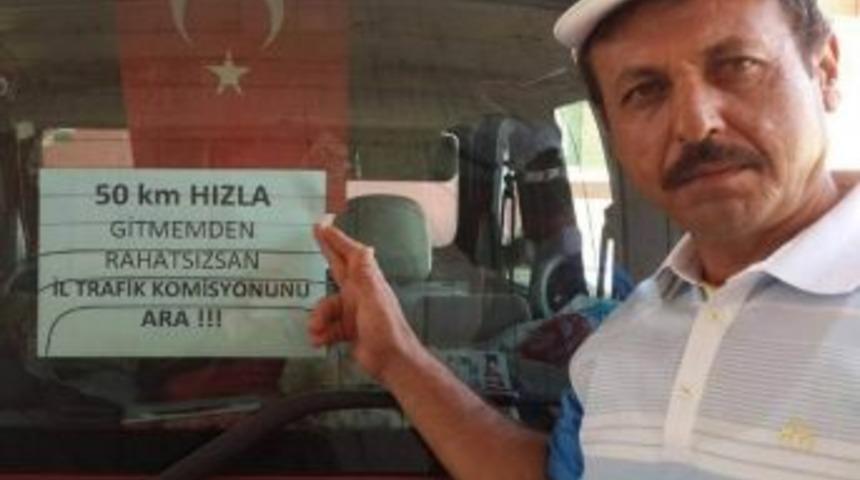 50 km HIZLA
GİTMEMDEN
RAHATSIZSAN
İL TRAFİK KOMİSYONUNU
ARA !!!